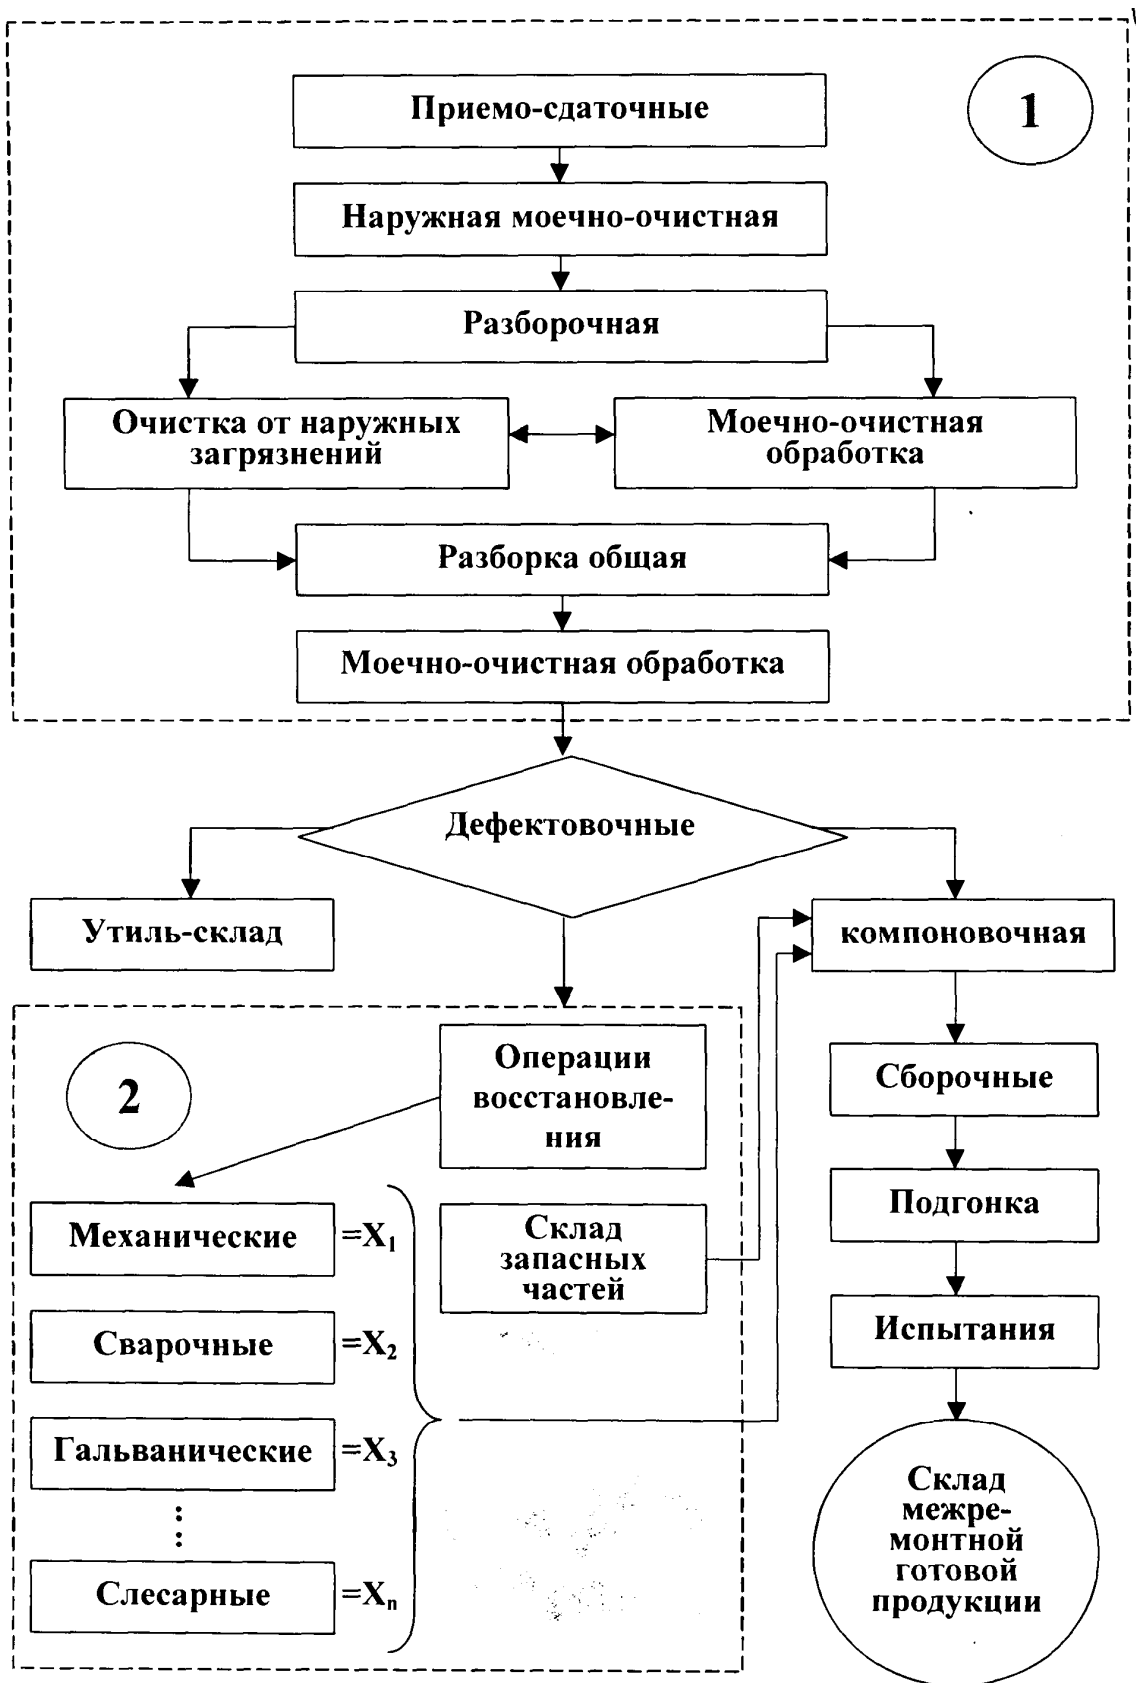 1
Приемо-сдаточные
Наружная моечно-очистная
Разборочная
Очистка от наружных
загрязнений
Моечно-очистная
обработка
Разборка общая
Моечно-очистная обработка
Дефектовочные
Утиль-склад
компоновочная
2
Операции
восстановле-
ния
Механические =X₁
Склад
запасных
частей
Сварочные =X₂
Гальванические =X₃
Слесарные =Xₙ
Сборочные
Подгонка
Испытания
Склад
межре-
монтной
готовой
продукции